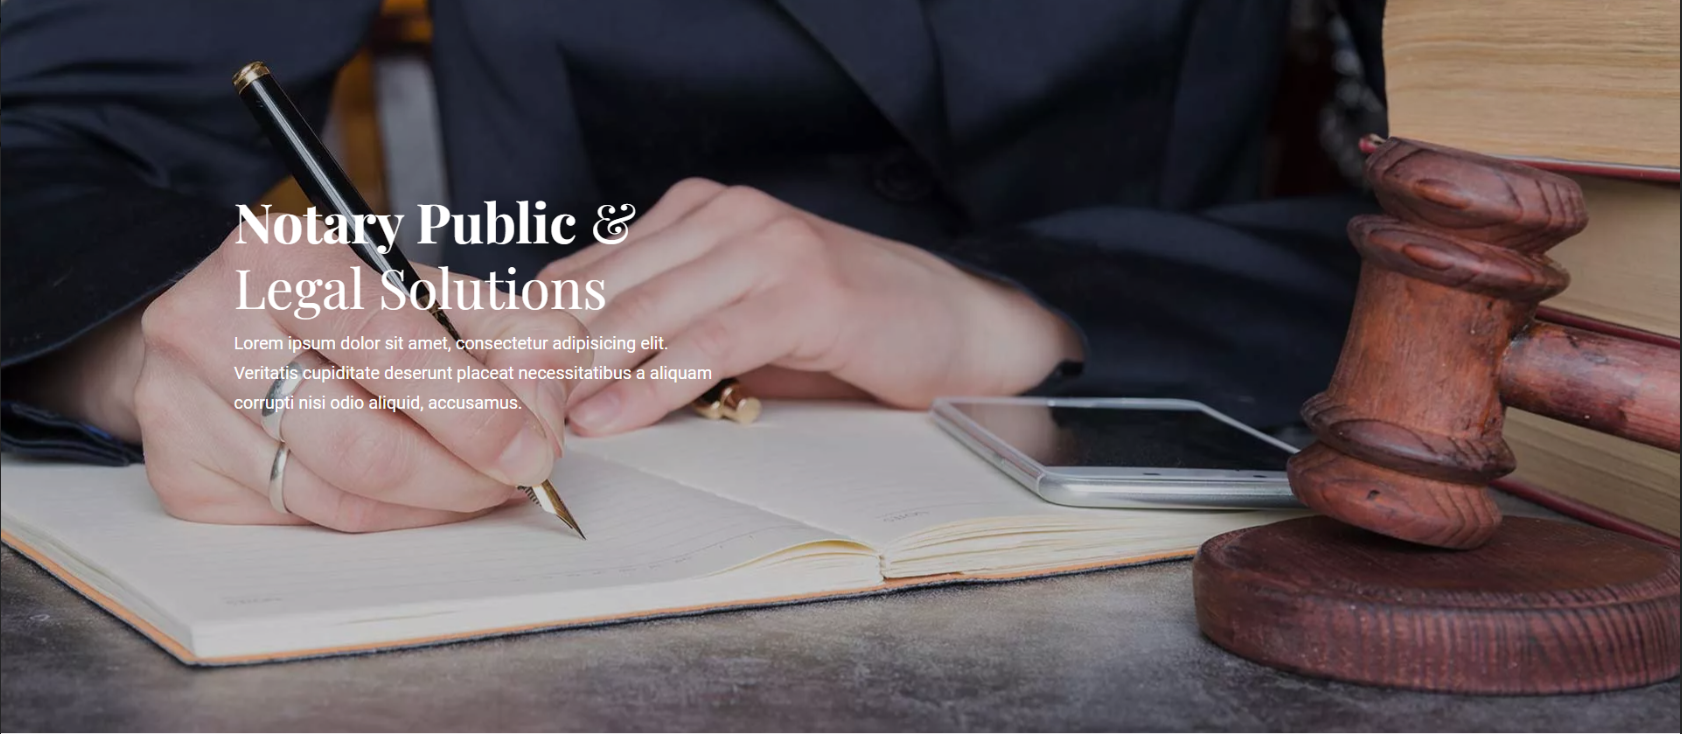 Notary Public &
Legal Solutions
Lorem ipsum dolor sit amet, consectetur adipisicing elit.
Veritatis cupiditate deserunt placeat necessitatibus a aliquam
corrupti nisi odio aliquid, accusamus.